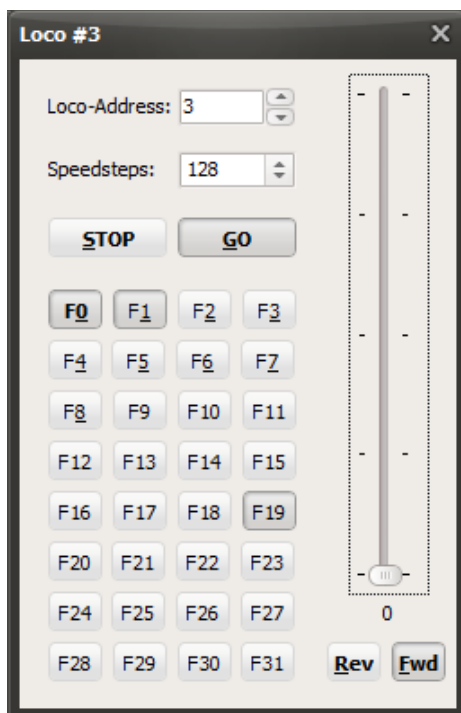 Loco #3
Loco-Address: 3
Speedsteps: 128
STOP GO
F0 F1 F2 F3
F4 F5 F6 F7
F8 F9 F10 F11
F12 F13 F14 F15
F16 F17 F18 F19
F20 F21 F22 F23
F24 F25 F26 F27
F28 F29 F30 F31
0
Rev Fwd